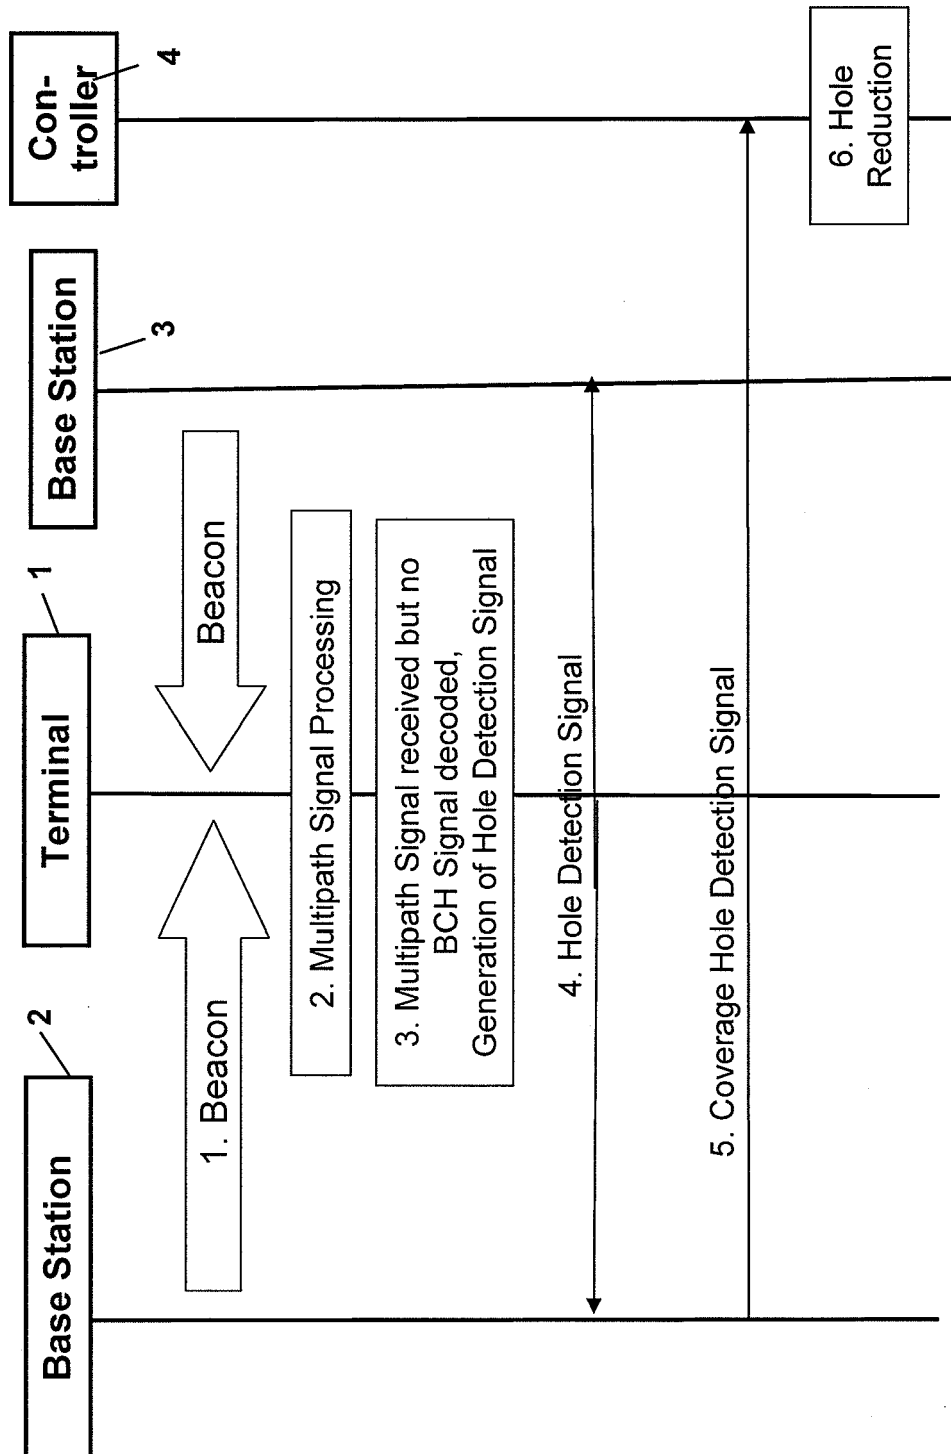 Base Station
2
Terminal
1
Base Station
3
Con-
troller
4
1. Beacon
Beacon
2. Multipath Signal Processing
3. Multipath Signal received but no
BCH Signal decoded,
Generation of Hole Detection Signal
4. Hole Detection Signal
5. Coverage Hole Detection Signal
6. Hole
Reduction